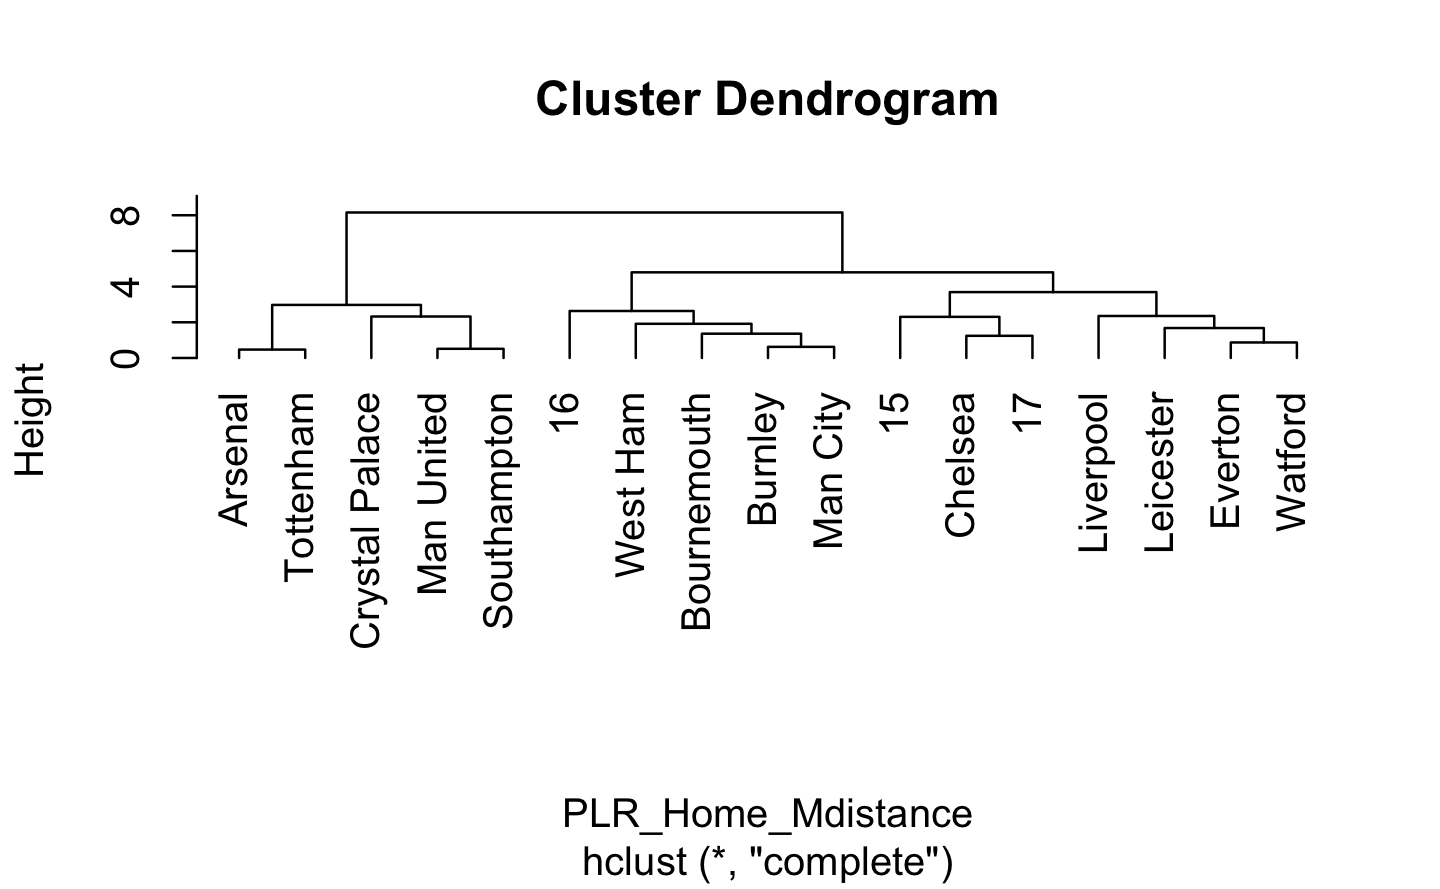 Cluster Dendrogram
Height
8
4
0
Arsenal
Tottenham
Crystal Palace
Man United
Southampton
16
West Ham
Bournemouth
Burnley
Man City
15
Chelsea
17
Liverpool
Leicester
Everton
Watford
PLR_Home_Mdistance
hclust (*, "complete")